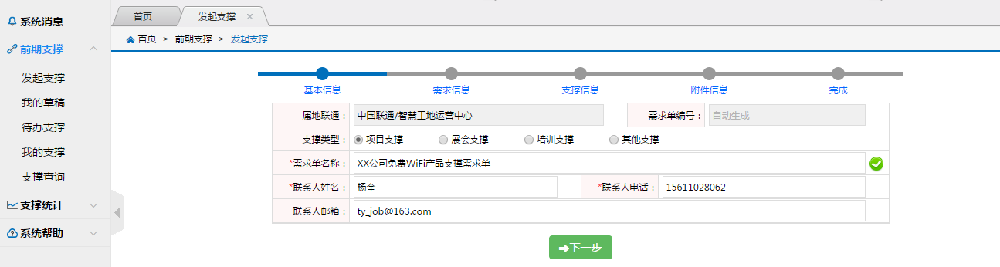 系统消息
前期支撑
发起支撑
我的草稿
待办支撑
我的支撑
支撑查询
支撑统计
系统帮助
首页 发起支撑 ×
首页 > 前期支撑 > 发起支撑
基本信息 需求信息 支撑信息 附件信息 完成
属地联通： 中国联通/智慧工地运营中心 需求单编号： 自动生成
支撑类型： 项目支撑 展会支撑 培训支撑 其他支撑
*需求单名称： XX公司免费WiFi产品支撑需求单
*联系人姓名： 杨奎 *联系人电话： 15611028062
联系人邮箱： ty_job@163.com
下一步